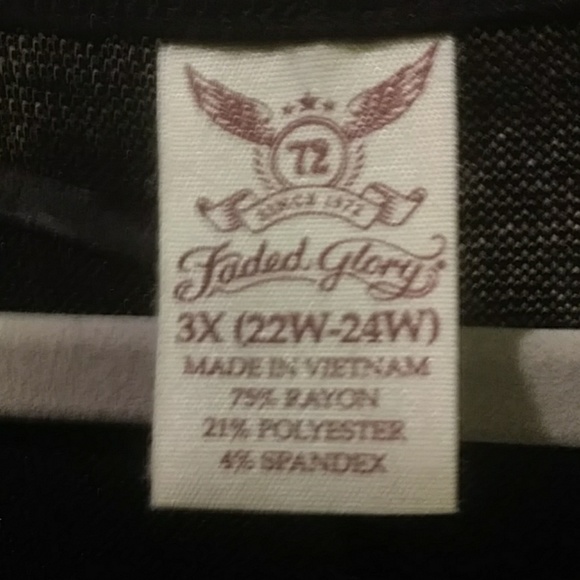 72
SINCE 1972
Faded Glory
3X (22W-24W)
MADE IN VIETNAM
75% RAYON
21% POLYESTER
4% SPANDEX